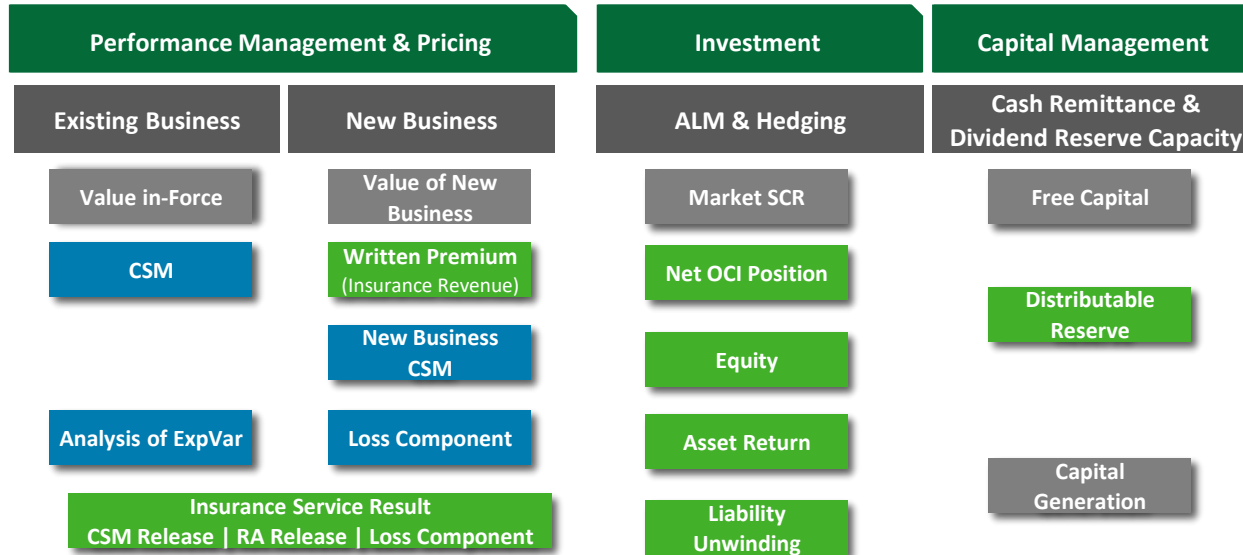 Performance Management & Pricing
Investment
Capital Management
Existing Business
New Business
ALM & Hedging
Cash Remittance &
Dividend Reserve Capacity
Value in-Force
Value of New
Business
Market SCR
Free Capital
CSM
Written Premium
(Insurance Revenue)
Net OCI Position
Distributable
Reserve
New Business
CSM
Equity
Analysis of ExpVar
Loss Component
Asset Return
Capital
Generation
Insurance Service Result
CSM Release | RA Release | Loss Component
Liability
Unwinding